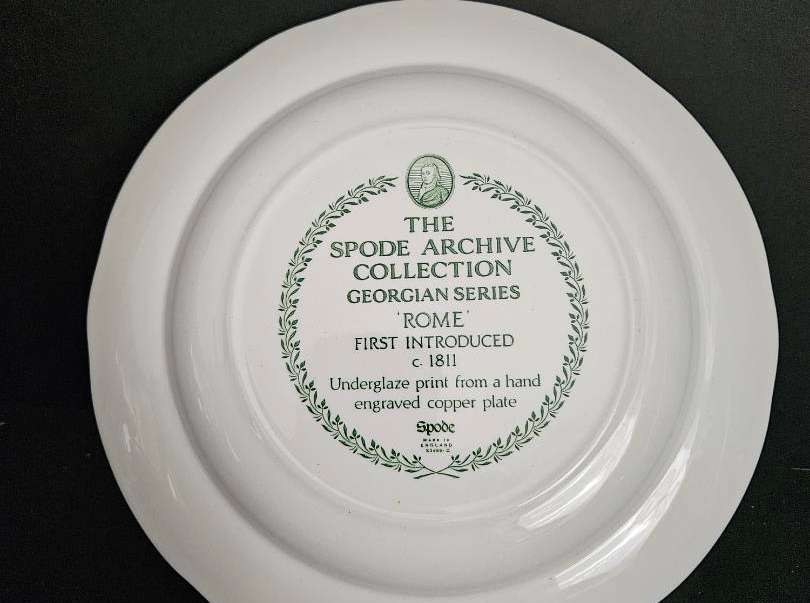 THE
SPODE ARCHIVE
COLLECTION
GEORGIAN SERIES
'ROME'
FIRST INTRODUCED
c. 1811
Underglaze print from a hand
engraved copper plate
Spode
MADE IN
ENGLAND